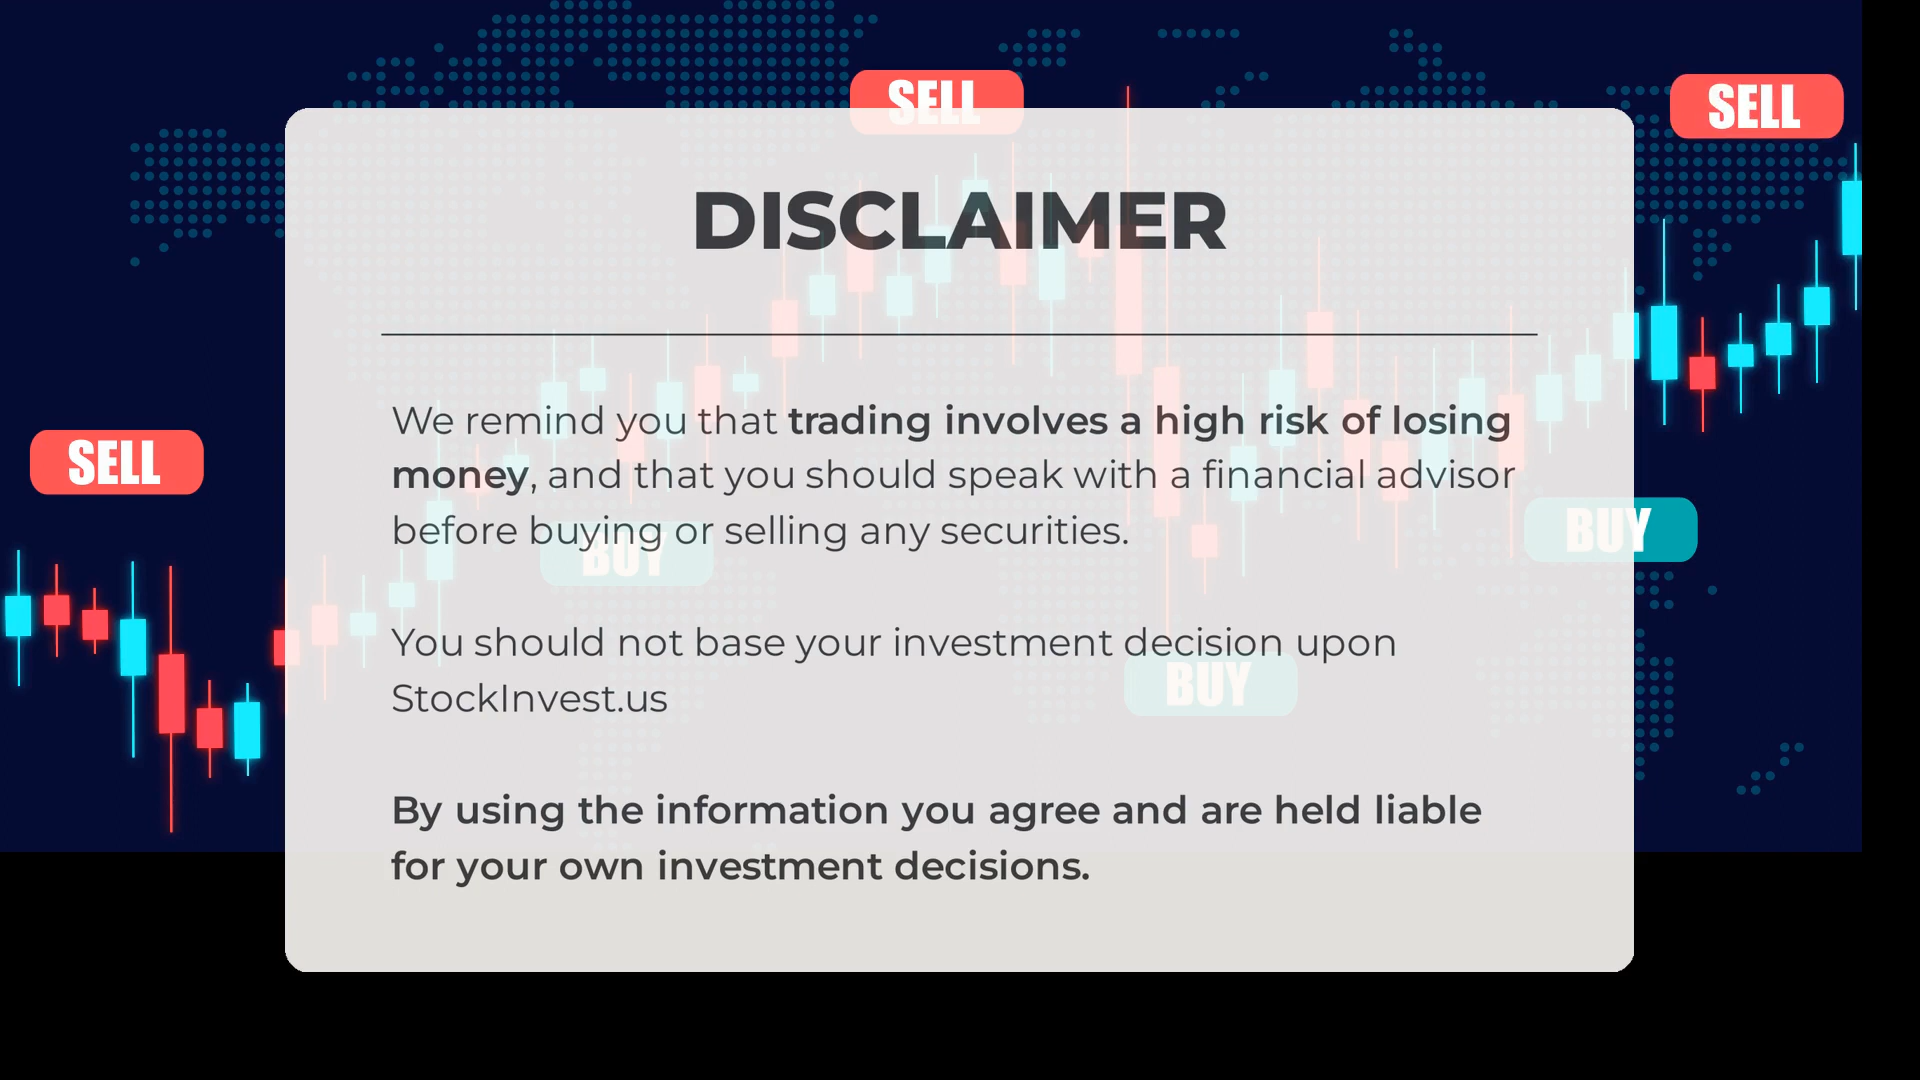 SELL
SELL
DISCLAIMER
We remind you that trading involves a high risk of losing
money, and that you should speak with a financial advisor
before buying or selling any securities.
SELL
BUY
BUY
You should not base your investment decision upon
StockInvest.us
BUY
By using the information you agree and are held liable
for your own investment decisions.